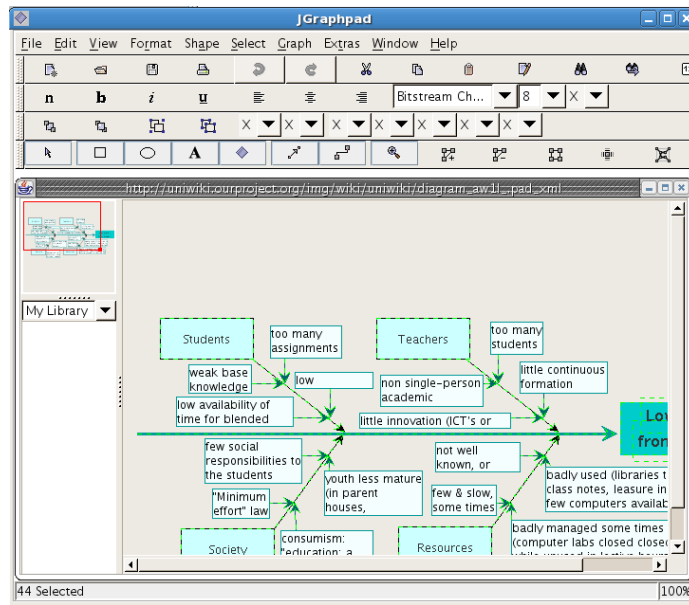 JGraphpad
File Edit View Format Shape Select Graph Extras Window Help
n b i u Bitstream Ch... 8 X
X X X X X X X
A
http://uniwiki.ourproject.org/img/wiki/uniwiki/diagram_aw1l_.pad_xml
My Library
Students
too many
assignments
weak base
knowledge
low
low availability of
time for blended
Teachers
too many
students
non single-person
academic
little continuous
formation
little innovation (ICT's or
Low
from
few social
responsibilities to
the students
youth less mature
(in parent
houses,
"Minimum
effort" law
consumism:
"education: a
Society
not well
known, or
badly used (libraries t
class notes, leasure in
few computers availab
few & slow,
some times
badly managed some times
(computer labs closed closed
Resources
44 Selected
100%